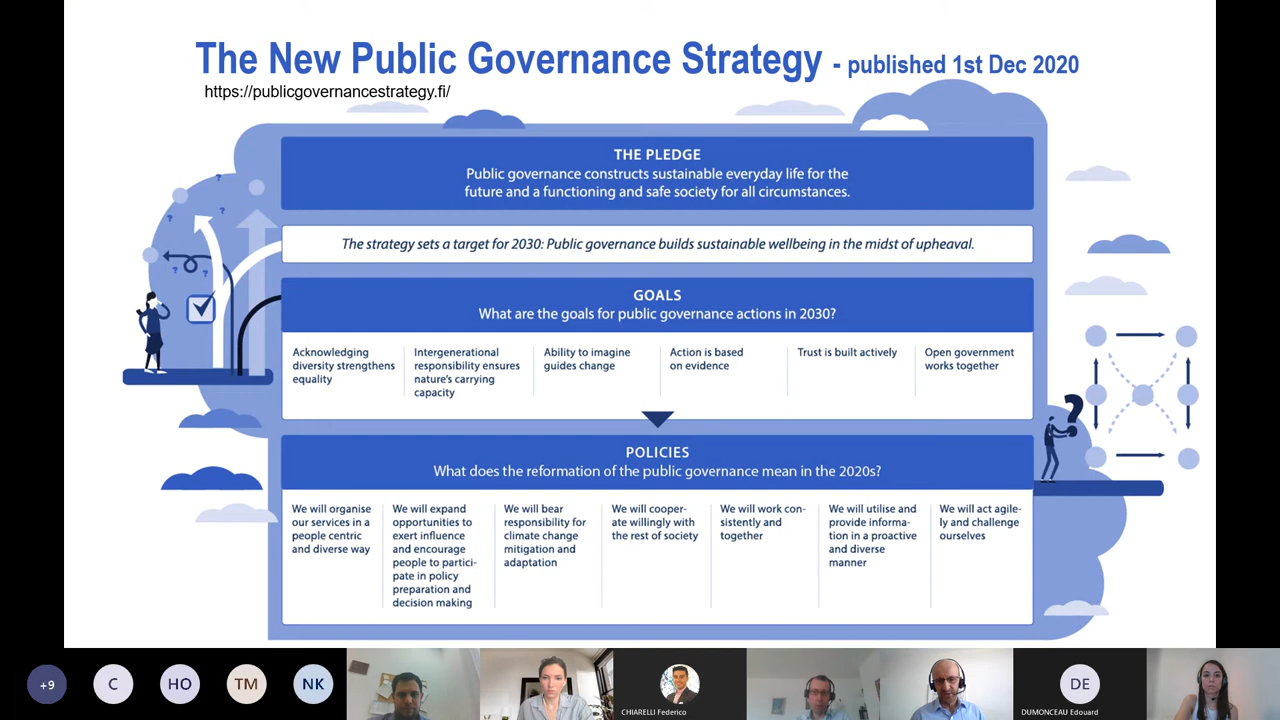 The New Public Governance Strategy - published 1st Dec 2020
https://publicgovernancestrategy.fi/
THE PLEDGE
Public governance constructs sustainable everyday life for the
future and a functioning and safe society for all circumstances.
The strategy sets a target for 2030: Public governance builds sustainable wellbeing in the midst of upheaval.
GOALS
What are the goals for public governance actions in 2030?
Acknowledging
diversity strengthens
equality
Intergenerational
responsibility ensures
nature's carrying
capacity
Ability to imagine
guides change
Action is based
on evidence
Trust is built actively
Open government
works together
POLICIES
What does the reformation of the public governance mean in the 2020s?
We will organise
our services in a
people centric
and diverse way
We will expand
opportunities to
exert influence
and encourage
people to partici-
pate in policy
preparation and
decision making
We will bear
responsibility for
climate change
mitigation and
adaptation
We will cooper-
ate willingly with
the rest of society
We will work con-
sistently and
together
We will utilise and
provide informa-
tion in a proactive
and diverse
manner
We will act agile-
ly and challenge
ourselves
?
?
?
?
?
?
+9
C
HO
TM
NK
CHIARELLI Federico
DE
DUMONCEAU Edouard